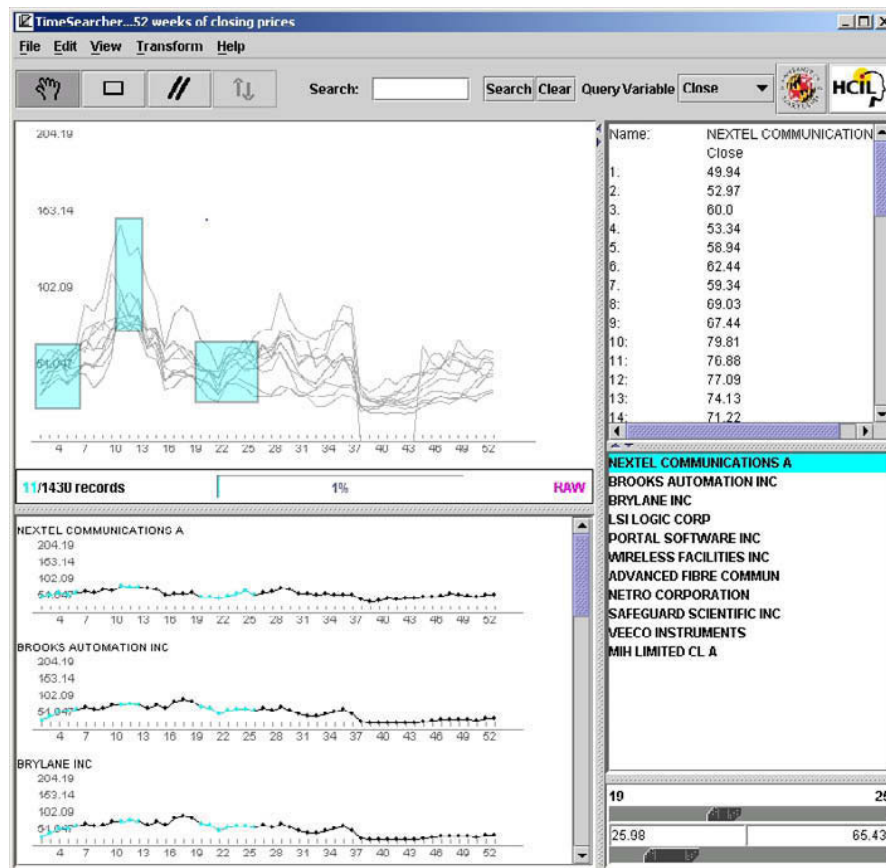 TimeSearcher...52 weeks of closing prices
File Edit View Transform Help
Search: Search Clear Query Variable Close HCIL
204.19
163.14
102.09
51.047
4 7 10 13 16 19 22 25 28 31 34 37 40 43 46 49 52
11/1430 records 1% RAW
NEXTEL COMMUNICATIONS A
204.19
153.14
102.09
51.047
4 7 10 13 16 19 22 25 28 31 34 37 40 43 46 49 52
BROOKS AUTOMATION INC
204.19
153.14
102.09
51.047
4 7 10 13 16 19 22 25 28 31 34 37 40 43 46 49 52
BRYLANE INC
204.19
153.14
102.09
51.047
4 7 10 13 16 19 22 25 28 31 34 37 40 43 46 49 52
Name: NEXTEL COMMUNICATION
Close
1: 49.94
2: 52.97
3: 60.0
4: 53.34
5: 58.94
6: 62.44
7: 59.34
8: 69.03
9: 67.44
10: 79.81
11: 76.88
12: 77.09
13: 74.13
14: 71.22
NEXTEL COMMUNICATIONS A
BROOKS AUTOMATION INC
BRYLANE INC
LSI LOGIC CORP
PORTAL SOFTWARE INC
WIRELESS FACILITIES INC
ADVANCED FIBRE COMMUN
NETRO CORPORATION
SAFEGUARD SCIENTIFIC INC
VEECO INSTRUMENTS
MIH LIMITED CL A
19 25
25.98 65.43